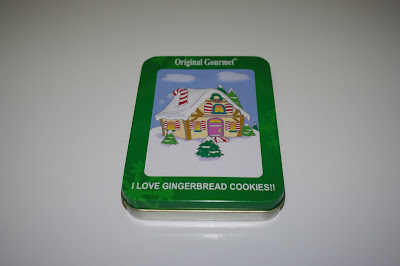 Original Gourmet®
I LOVE GINGERBREAD COOKIES!!